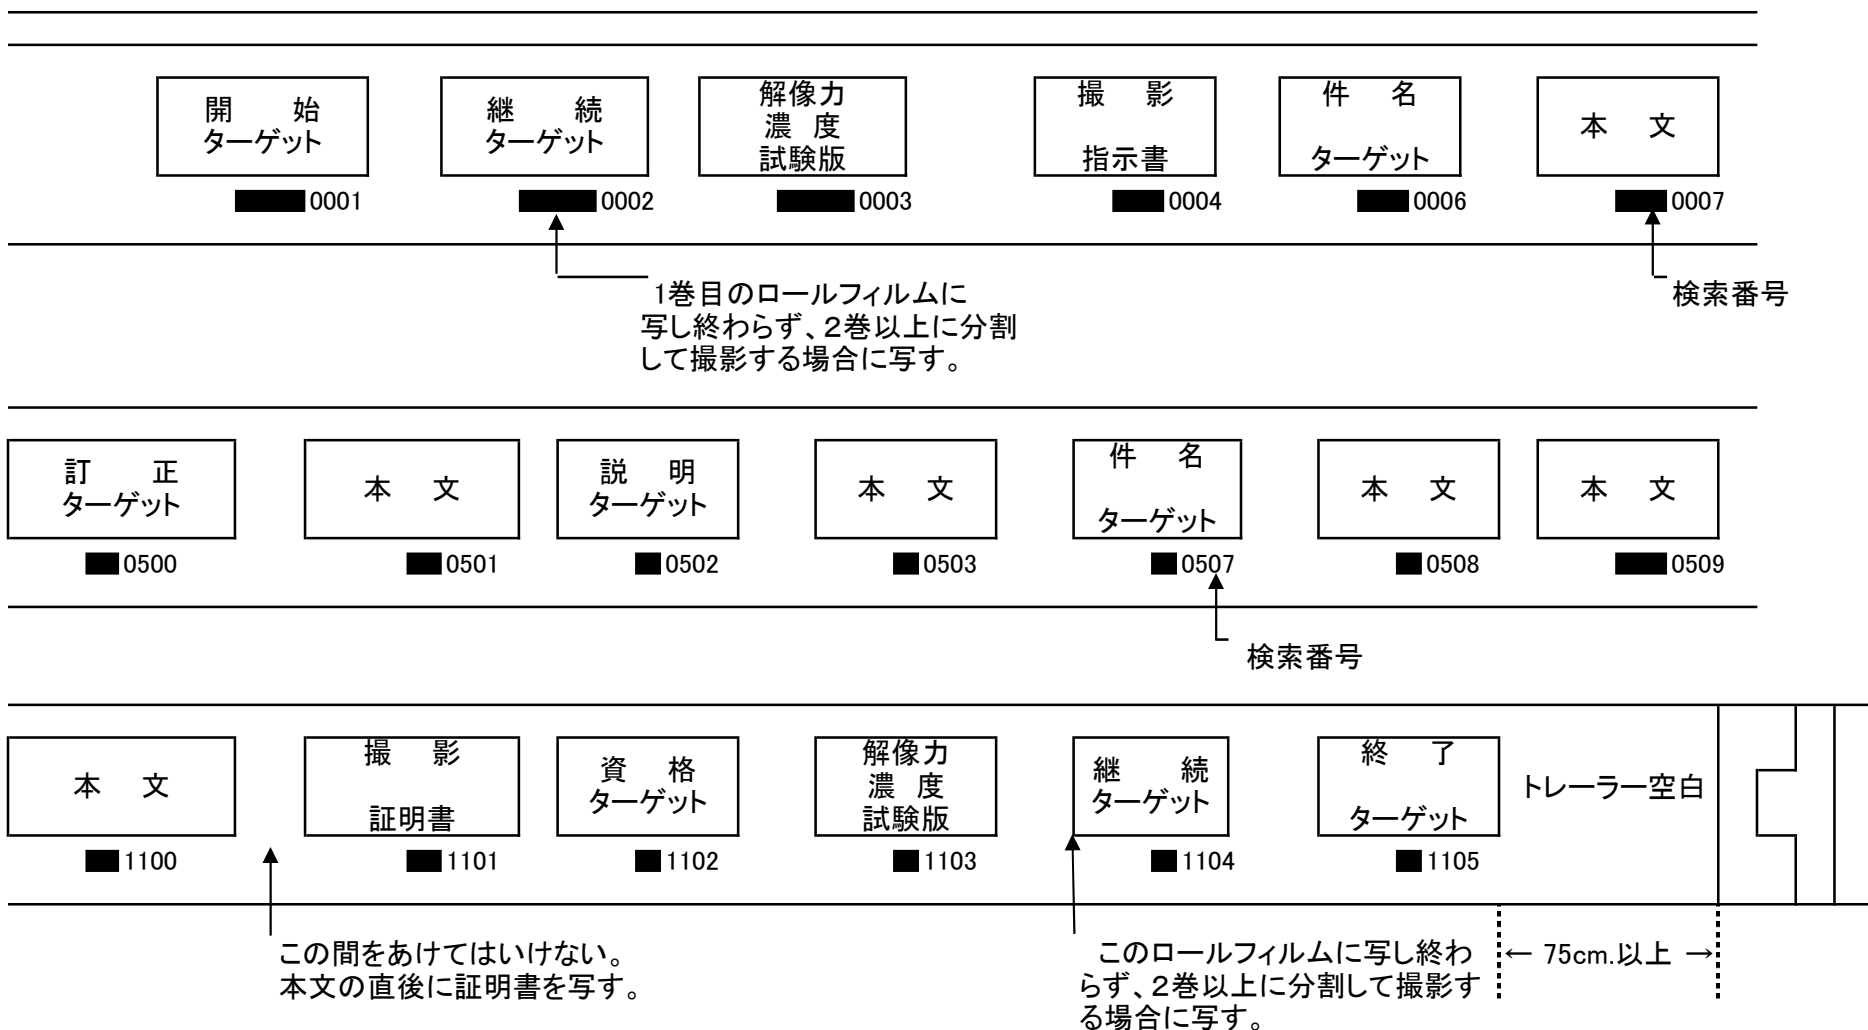 開 始
ターゲット
継 続
ターゲット
解像力
濃 度
試験版
撮 影
指示書
件 名
ターゲット
本 文
0001
0002
0003
0004
0006
0007
1巻目のロールフィルムに
写し終わらず、2巻以上に分割
して撮影する場合に写す。
検索番号
訂 正
ターゲット
本 文
説 明
ターゲット
本 文
件 名
ターゲット
本 文
本 文
0500
0501
0502
0503
0507
0508
0509
検索番号
本 文
撮 影
証明書
資 格
ターゲット
解像力
濃 度
試験版
継 続
ターゲット
終 了
ターゲット
トレーラー空白
1100
1101
1102
1103
1104
1105
この間をあけてはいけない。
本文の直後に証明書を写す。
このロールフィルムに写し終わ
らず、2巻以上に分割して撮影す
る場合に写す。
← 75cm.以上 →